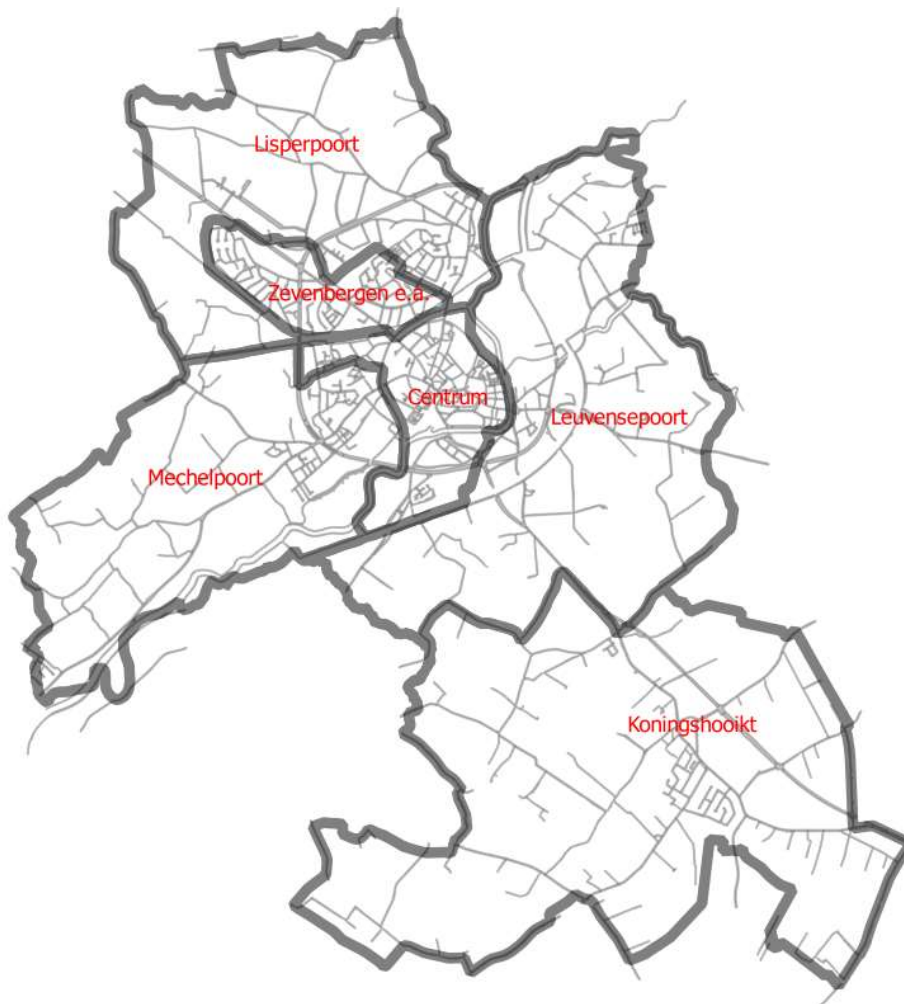 Lisperpoort
Zevenbergen e.a.
Centrum
Leuvensepoort
Mechelpoort
Koningshooikt